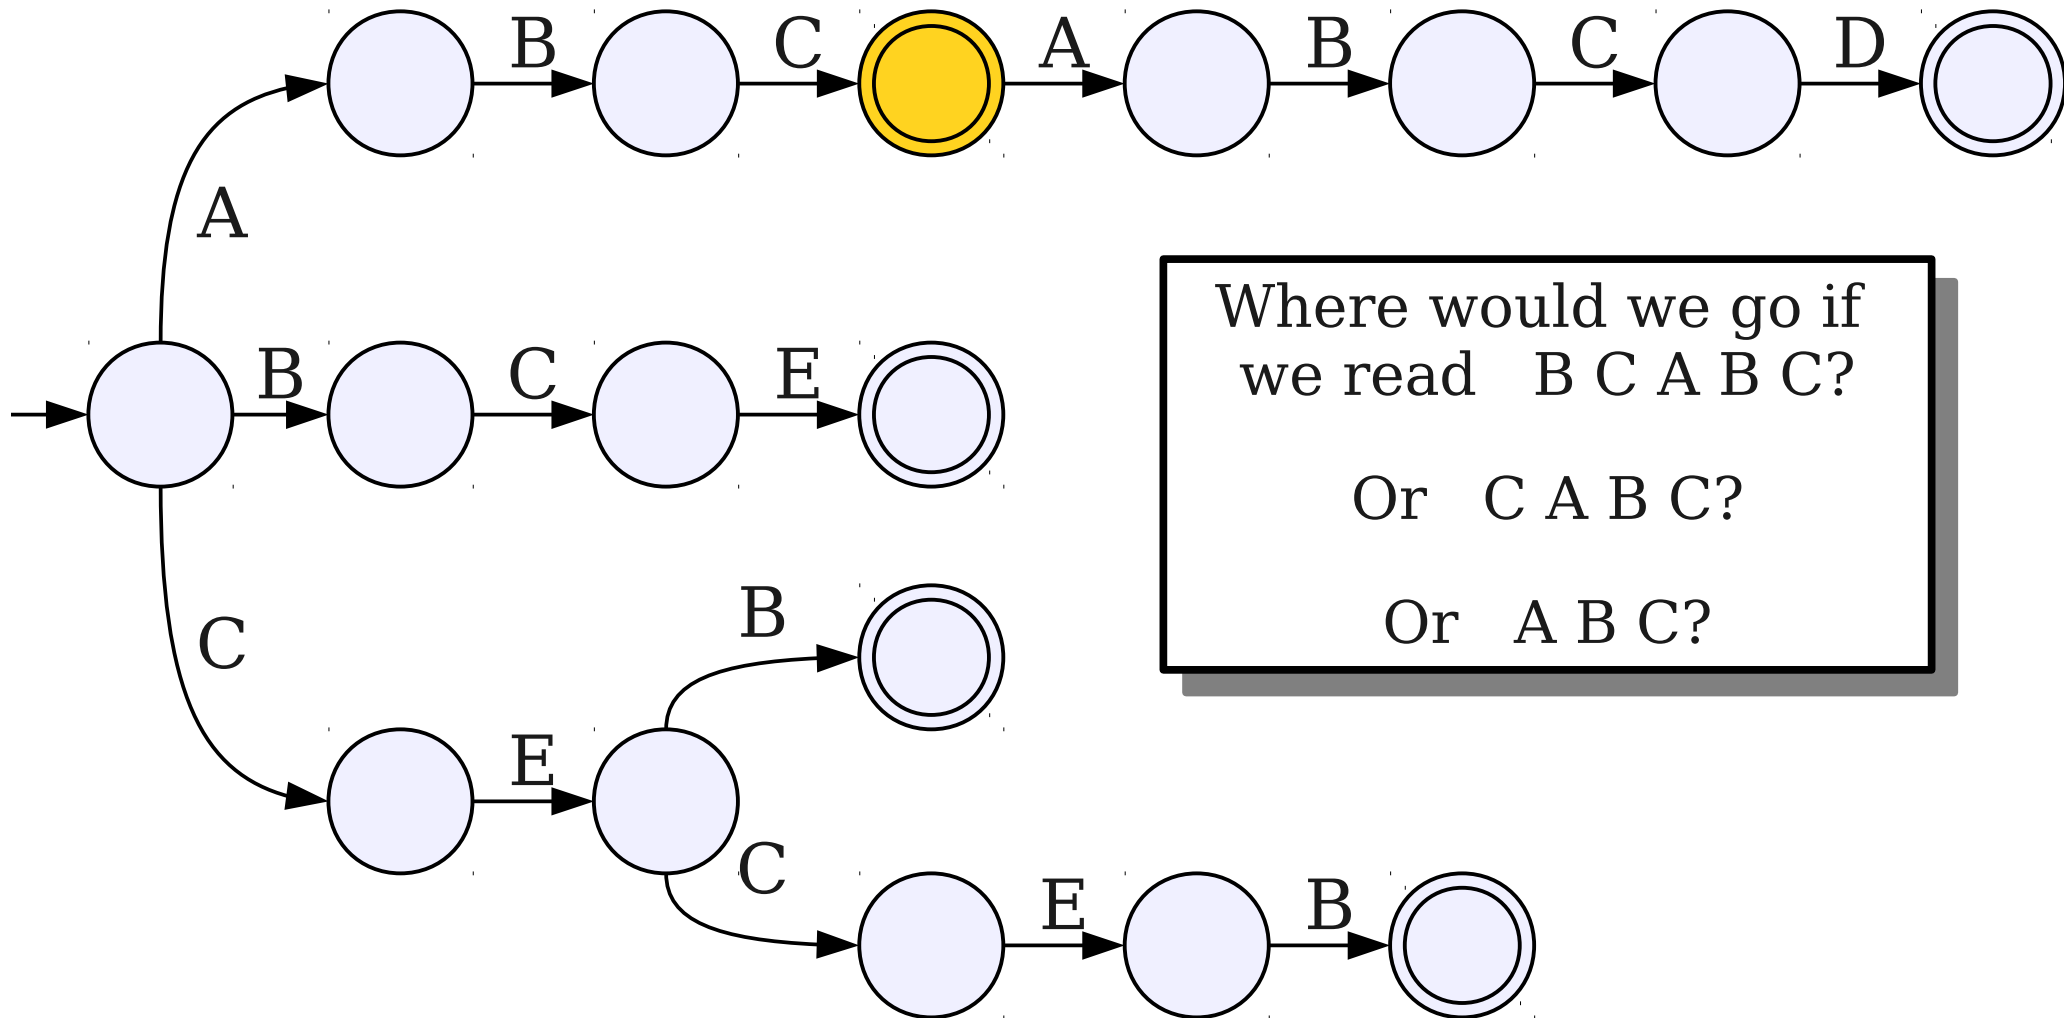 B C A B C D
A
Where would we go if
we read B C A B C?
B C E
Or C A B C?
B
Or A B C?
C
E
C
E B